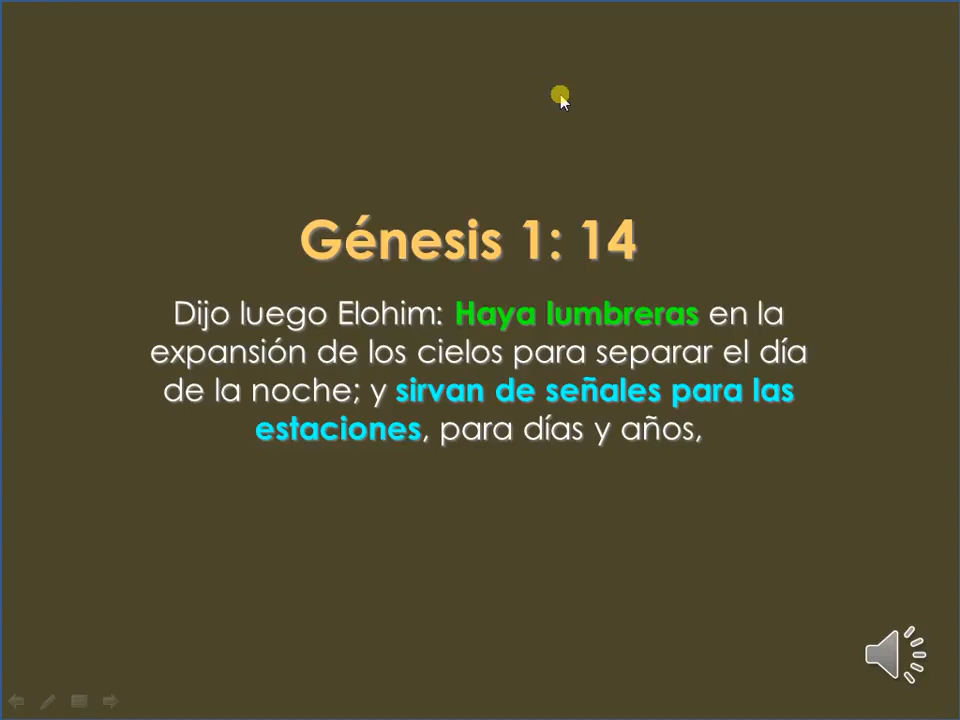 Génesis 1: 14
Dijo luego Elohim: Haya lumbreras en la
expansión de los cielos para separar el día
de la noche; y sirvan de señales para las
estaciones, para días y años,